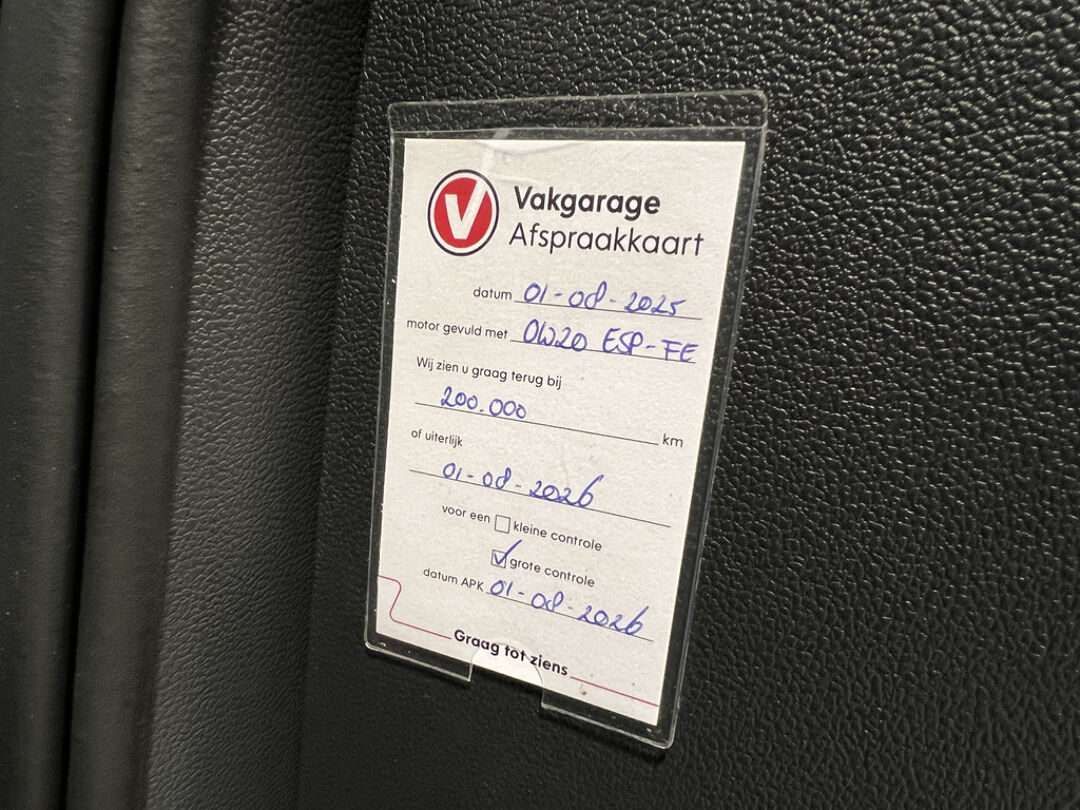 V
Vakgarage
Afspraakkaart
datum 01-08-2025
motor gevuld met 0W20 ESP-FE
Wij zien u graag terug bij
200.000 km
of uiterlijk
01-08-2026
voor een kleine controle
grote controle
datum APK 01-08-2026
Graag tot ziens